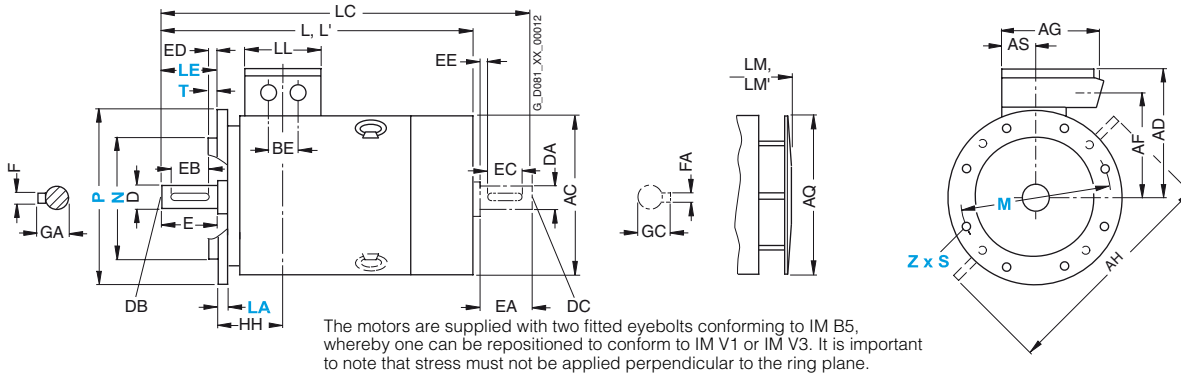 LC
L, L'
ED
LL
EE
LE
T
G_D081_XX_00012
LM,
LM'
AG
AS
BE
F
P
N
D
EB
E
GA
DB
LA
HH
EC
DA
AC
EA
DC
FA
GC
AQ
AF
AD
M
Z x S
AH
The motors are supplied with two fitted eyebolts conforming to IM B5,
whereby one can be repositioned to conform to IM V1 or IM V3. It is important
to note that stress must not be applied perpendicular to the ring plane.